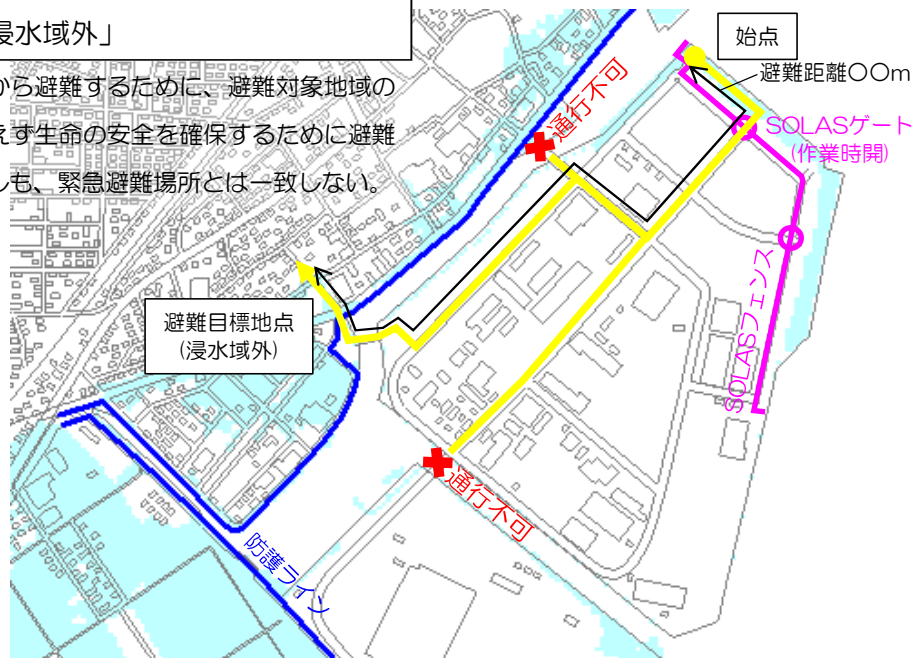 浸水域外」
から避難するために、避難対象地域の
えず生命の安全を確保するために避難
しも、緊急避難場所とは一致しない。
始点
避難距離〇〇m
通行不可
SOLASゲート
(作業時開)
SOLASフェンス
避難目標地点
(浸水域外)
通行不可
防護ライン